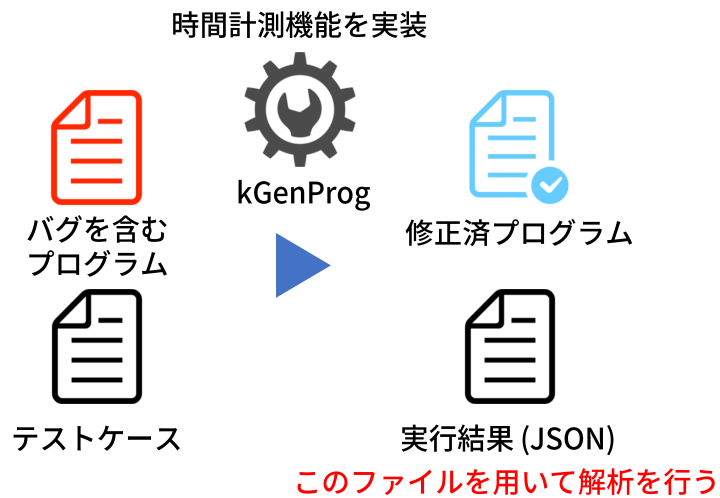 時間計測機能を実装
kGenProg
バグを含む
プログラム
修正済プログラム
テストケース
実行結果 (JSON)
このファイルを用いて解析を行う